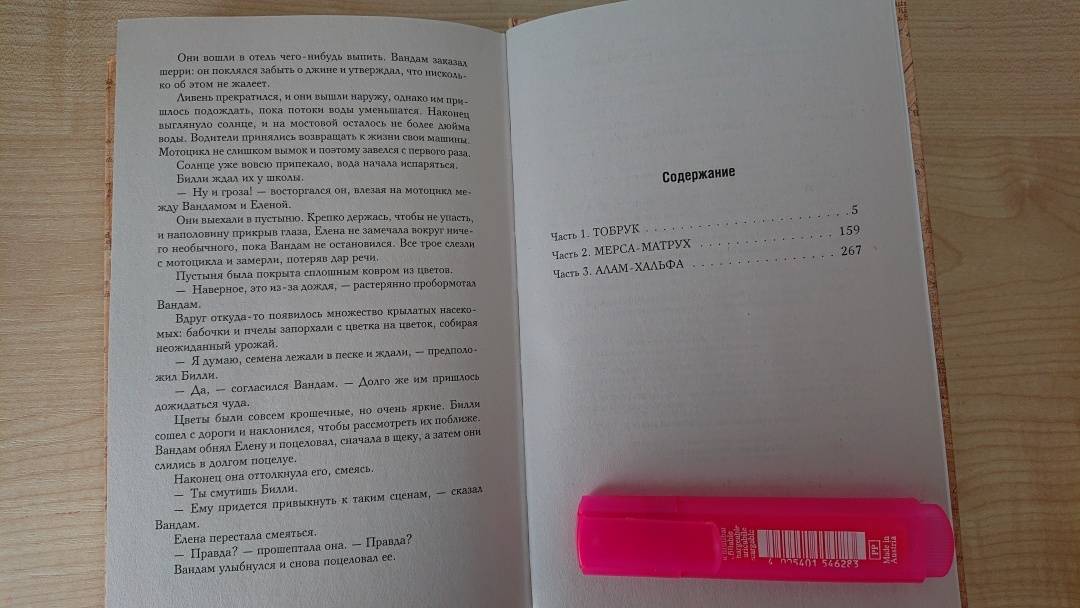 Они вошли в отель чего-нибудь выпить. Вандам заказал
шерри: он поклялся забыть о джине и утверждал, что нисколь-
ко об этом не жалеет.
Ливень прекратился, и они вышли наружу, однако им при-
шлось подождать, пока потоки воды уменьшатся. Наконец
выглянуло солнце, и на мостовой осталось не более дюйма
воды. Водители принялись возвращать к жизни свои машины.
Мотоцикл не слишком вымок и поэтому завелся с первого раза.
Солнце уже вовсю припекало, вода начала испаряться.
Билли ждал их у школы.
— Ну и гроза! — восторгался он, влезая на мотоцикл ме-
жду Вандамом и Еленой.
Они выехали в пустыню. Крепко держась, чтобы не упасть,
и наполовину прикрыв глаза, Елена не замечала вокруг ниче-
го необычного, пока Вандам не остановился. Все трое слезли
с мотоцикла и замерли, потеряв дар речи.
Пустыня была покрыта сплошным ковром из цветов.
— Наверное, это из-за дождя, — растерянно пробормотал
Вандам.
Вдруг откуда-то появилось множество крылатых насеко-
мых: бабочки и пчелы запорхали с цветка на цветок, собирая
неожиданный урожай.
— Я думаю, семена лежали в песке и ждали, — предполо-
жил Билли.
— Да, — согласился Вандам. — Долго же им пришлось
дожидаться чуда.
Цветы были совсем крошечные, но очень яркие. Билли
сошел с дороги и наклонился, чтобы рассмотреть их поближе.
Вандам обнял Елену и поцеловал, сначала в щеку, а затем они
слились в долгом поцелуе.
Наконец она оттолкнула его, смеясь.
— Ты смутишь Билли.
— Ему придется привыкнуть к таким сценам, — сказал
Вандам.
Елена перестала смеяться.
— Правда? — прошептала она. — Правда?
Вандам улыбнулся и снова поцеловал ее.
Содержание
Часть 1. ТОБРУК . . . . . . . . . . . . . . . . . . . . . . 5
Часть 2. МЕРСА-МАТРУХ . . . . . . . . . . . . . . . 159
Часть 3. АЛАМ-ХАЛЬФА . . . . . . . . . . . . . . . . 267
PP
Made in
Austria
546283